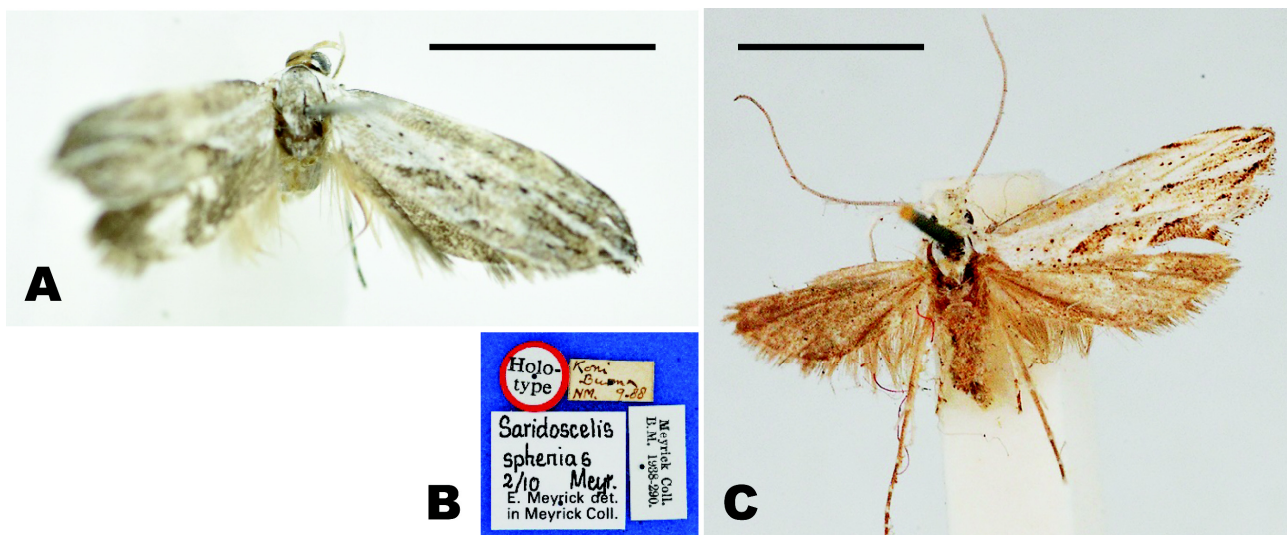 A
Holo-
type
Koni
Burma
NM. 9.88
Saridoscelis
sphenias
2/10 Meyr.
E. Meyrick det.
in Meyrick Coll.
Meyrick Coll.
B.M. 1938-290.
B
C